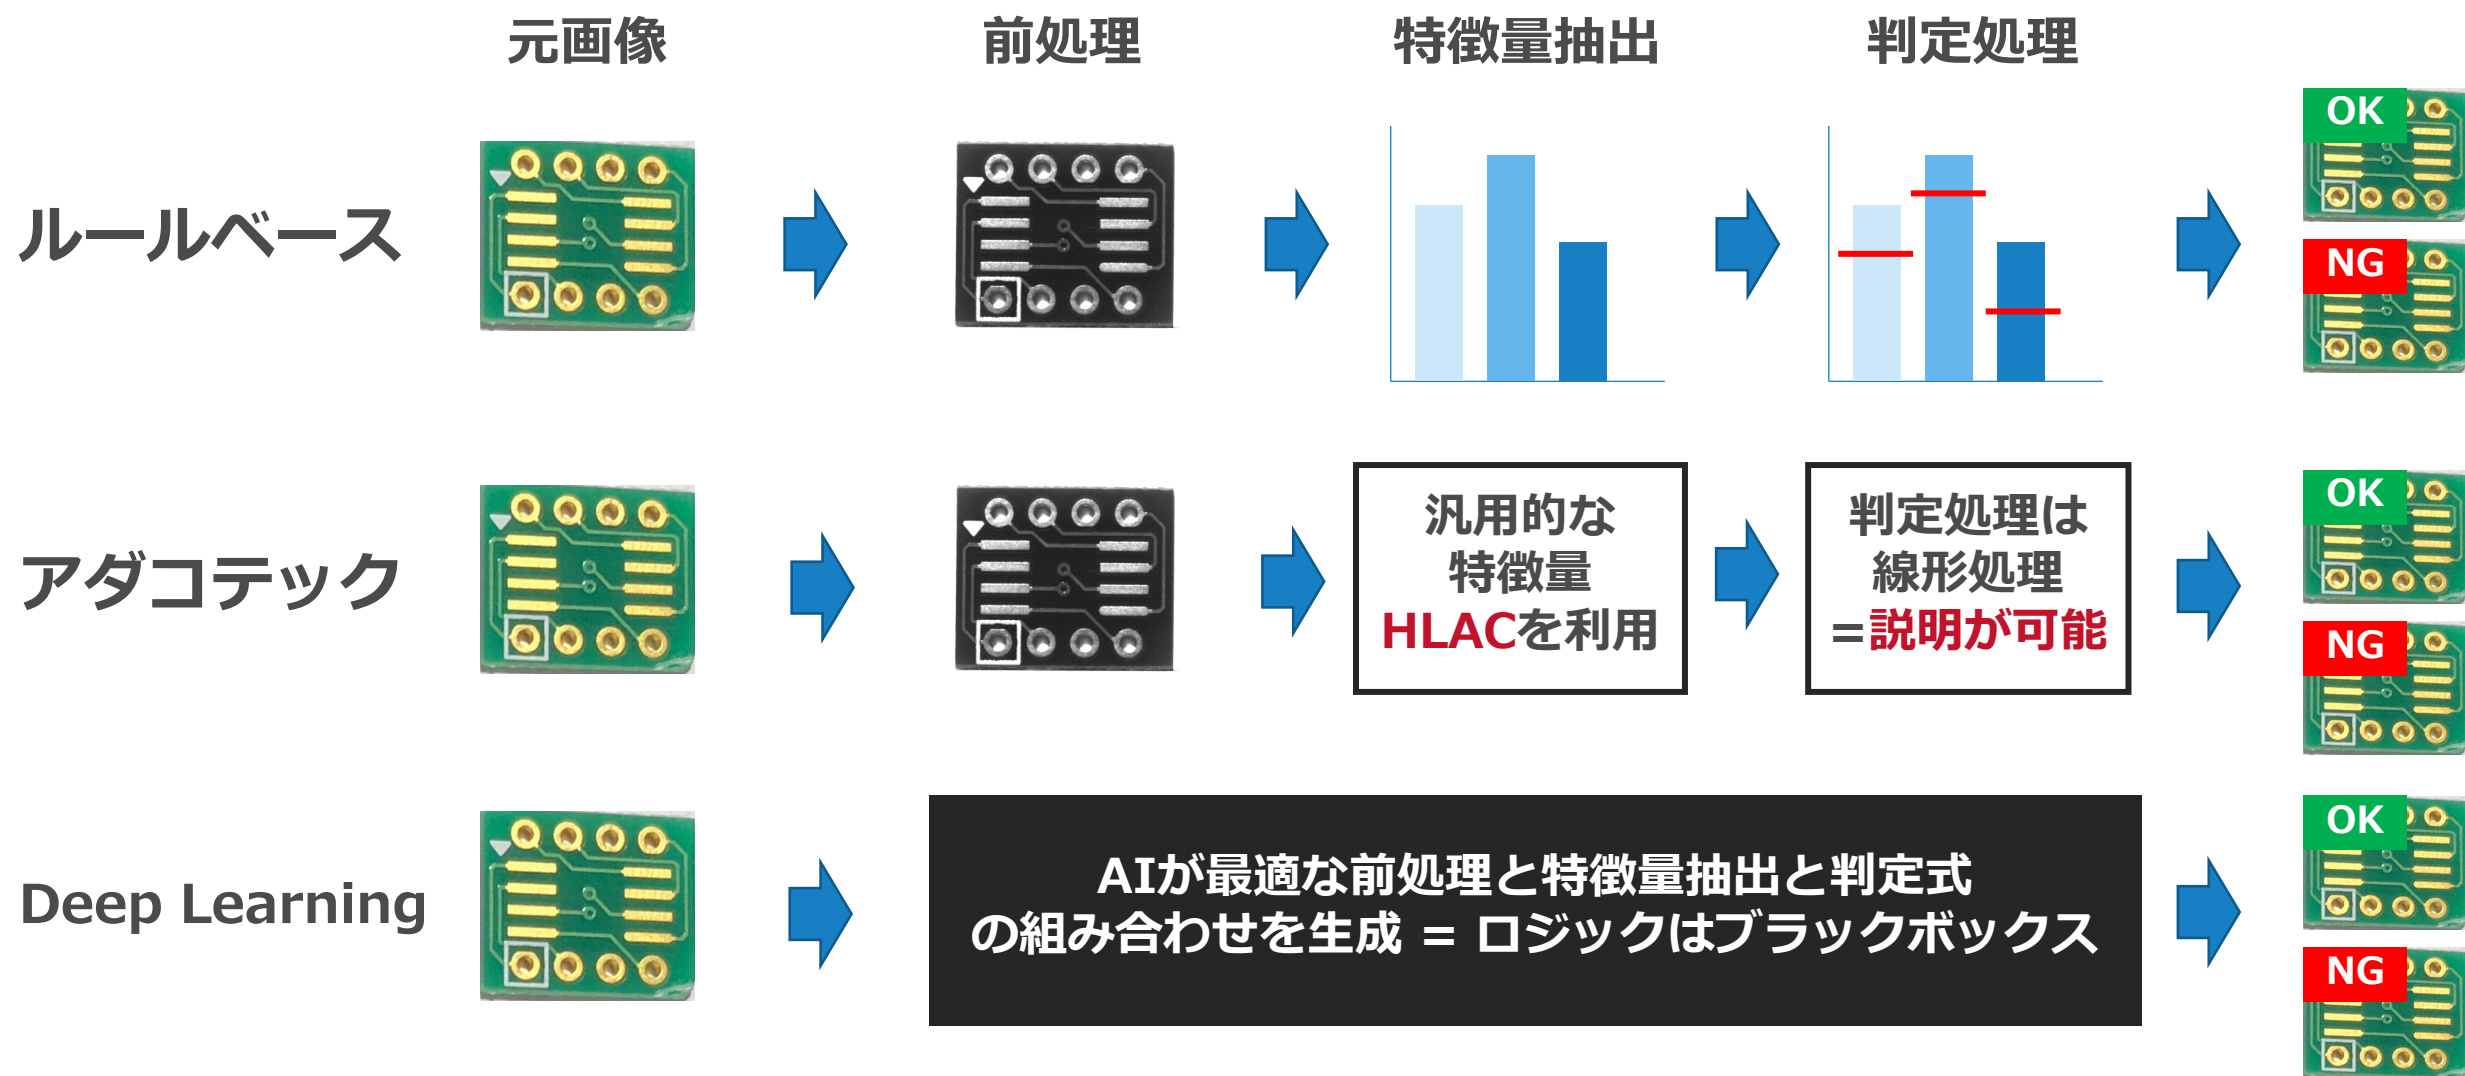 元画像
前処理
特徴量抽出
判定処理
ルールベース
OK
NG
アダコテック
汎用的な
特徴量
HLACを利用
判定処理は
線形処理
=説明が可能
OK
NG
Deep Learning
AIが最適な前処理と特徴量抽出と判定式
の組み合わせを生成 = ロジックはブラックボックス
OK
NG